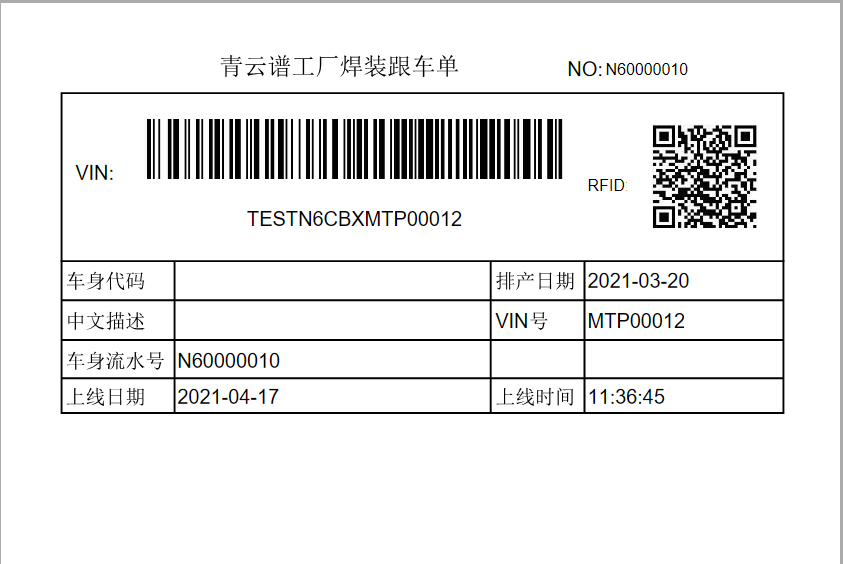 青云谱工厂焊装跟车单 NO: N60000010
VIN:
RFID:
TESTN6CBXMTP00012
车身代码 排产日期 2021-03-20
中文描述 VIN号 MTP00012
车身流水号 N60000010
上线日期 2021-04-17 上线时间 11:36:45